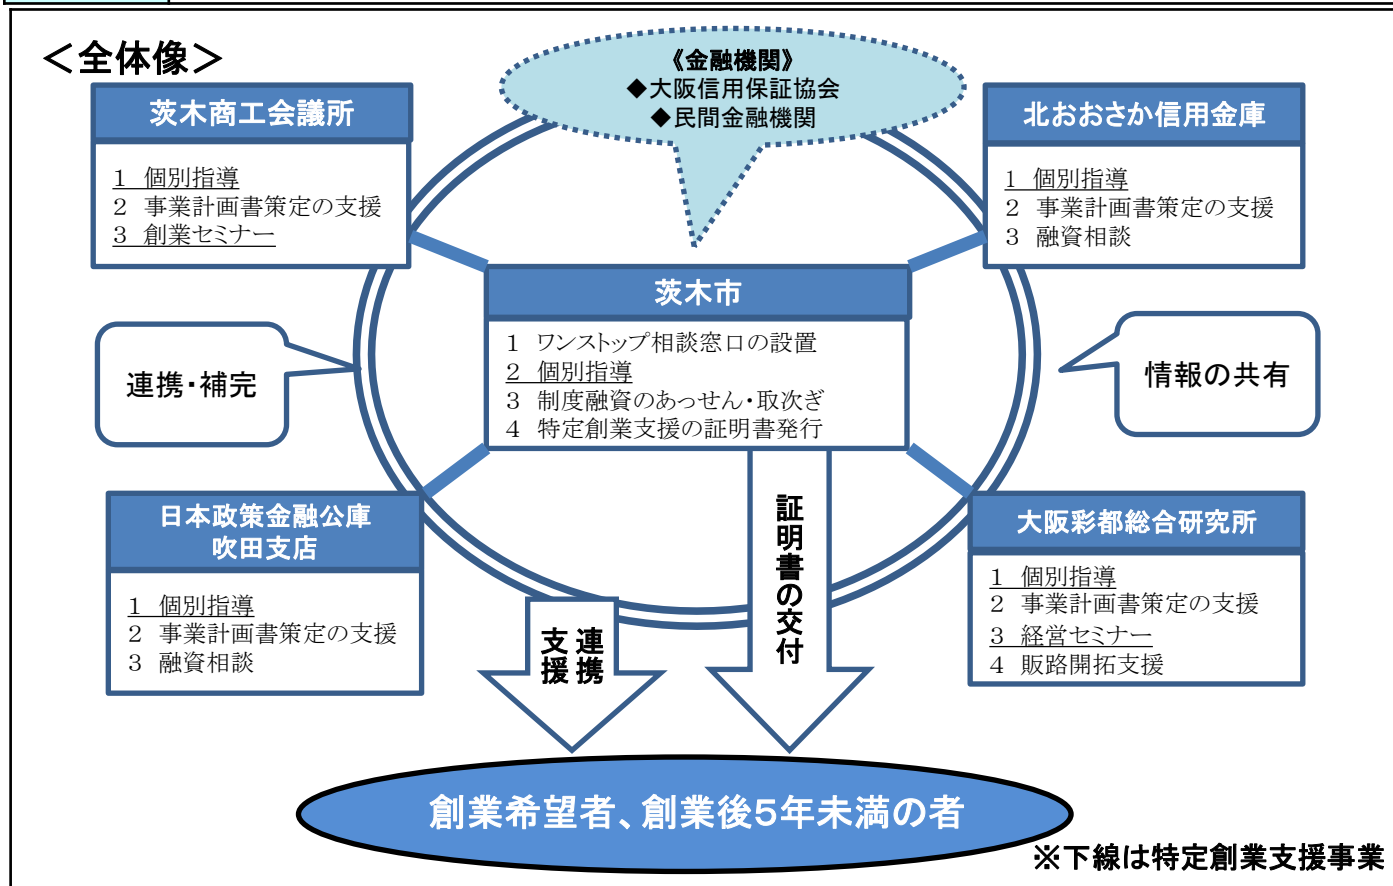 ＜全体像＞
《金融機関》
◆大阪信用保証協会
◆民間金融機関
茨木商工会議所
1 個別指導
2 事業計画書策定の支援
3 創業セミナー
北おおさか信用金庫
1 個別指導
2 事業計画書策定の支援
3 融資相談
茨木市
1 ワンストップ相談窓口の設置
2 個別指導
3 制度融資のあっせん・取次ぎ
4 特定創業支援の証明書発行
連携・補完
情報の共有
日本政策金融公庫
吹田支店
1 個別指導
2 事業計画書策定の支援
3 融資相談
大阪彩都総合研究所
1 個別指導
2 事業計画書策定の支援
3 経営セミナー
4 販路開拓支援
連携
支援
証明書の交付
創業希望者、創業後5年未満の者
※下線は特定創業支援事業